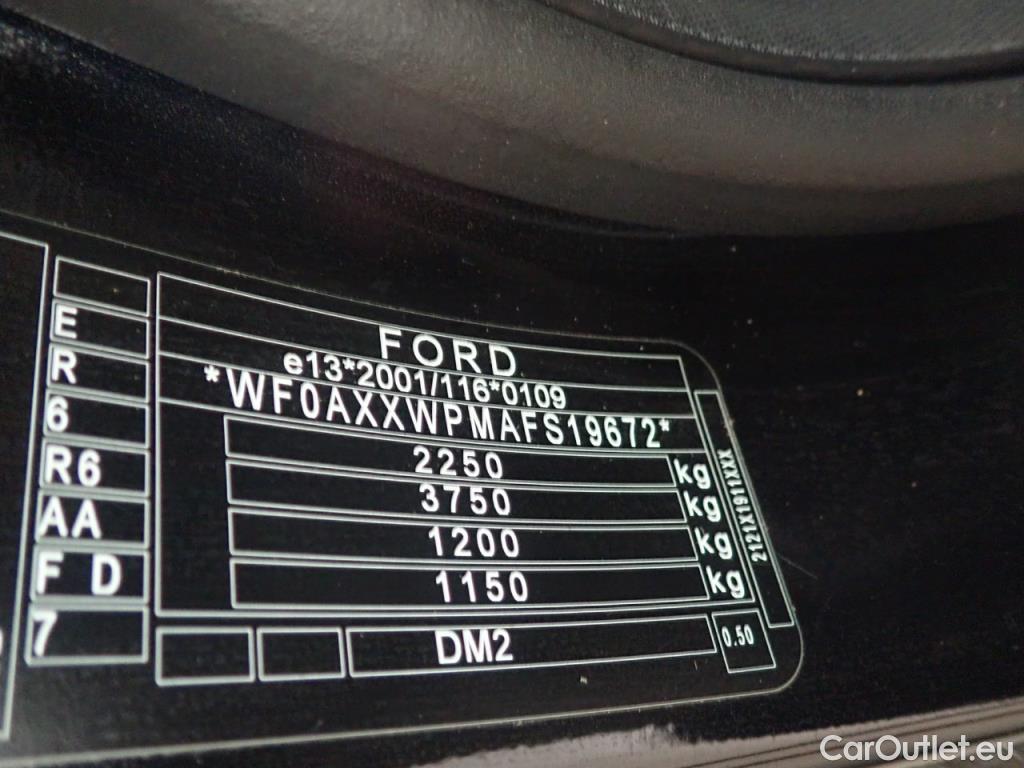 FORD
e13*2001/116*0109
*WF0AXXWPMAFS19672*
2250 kg
3750 kg
1200 kg
1150 kg
DM2
0.50
2121X1911XXX
E
R
6
R6
AA
F D
7
CarOutlet.eu